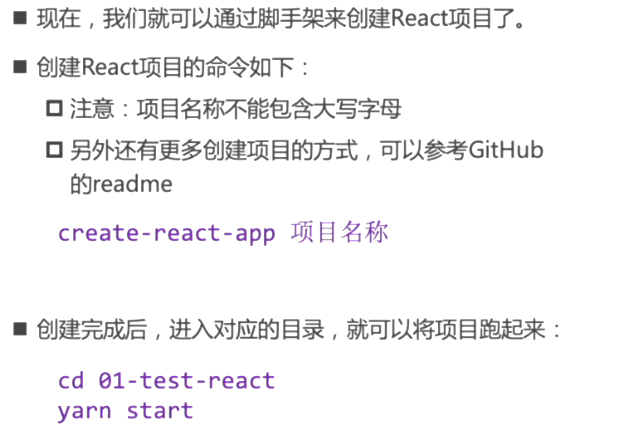 ■ 现在，我们就可以通过脚手架来创建React项目了。
■ 创建React项目的命令如下：
❑ 注意：项目名称不能包含大写字母
❑ 另外还有更多创建项目的方式，可以参考GitHub
的readme
create-react-app 项目名称
■ 创建完成后，进入对应的目录，就可以将项目跑起来：
cd 01-test-react
yarn start